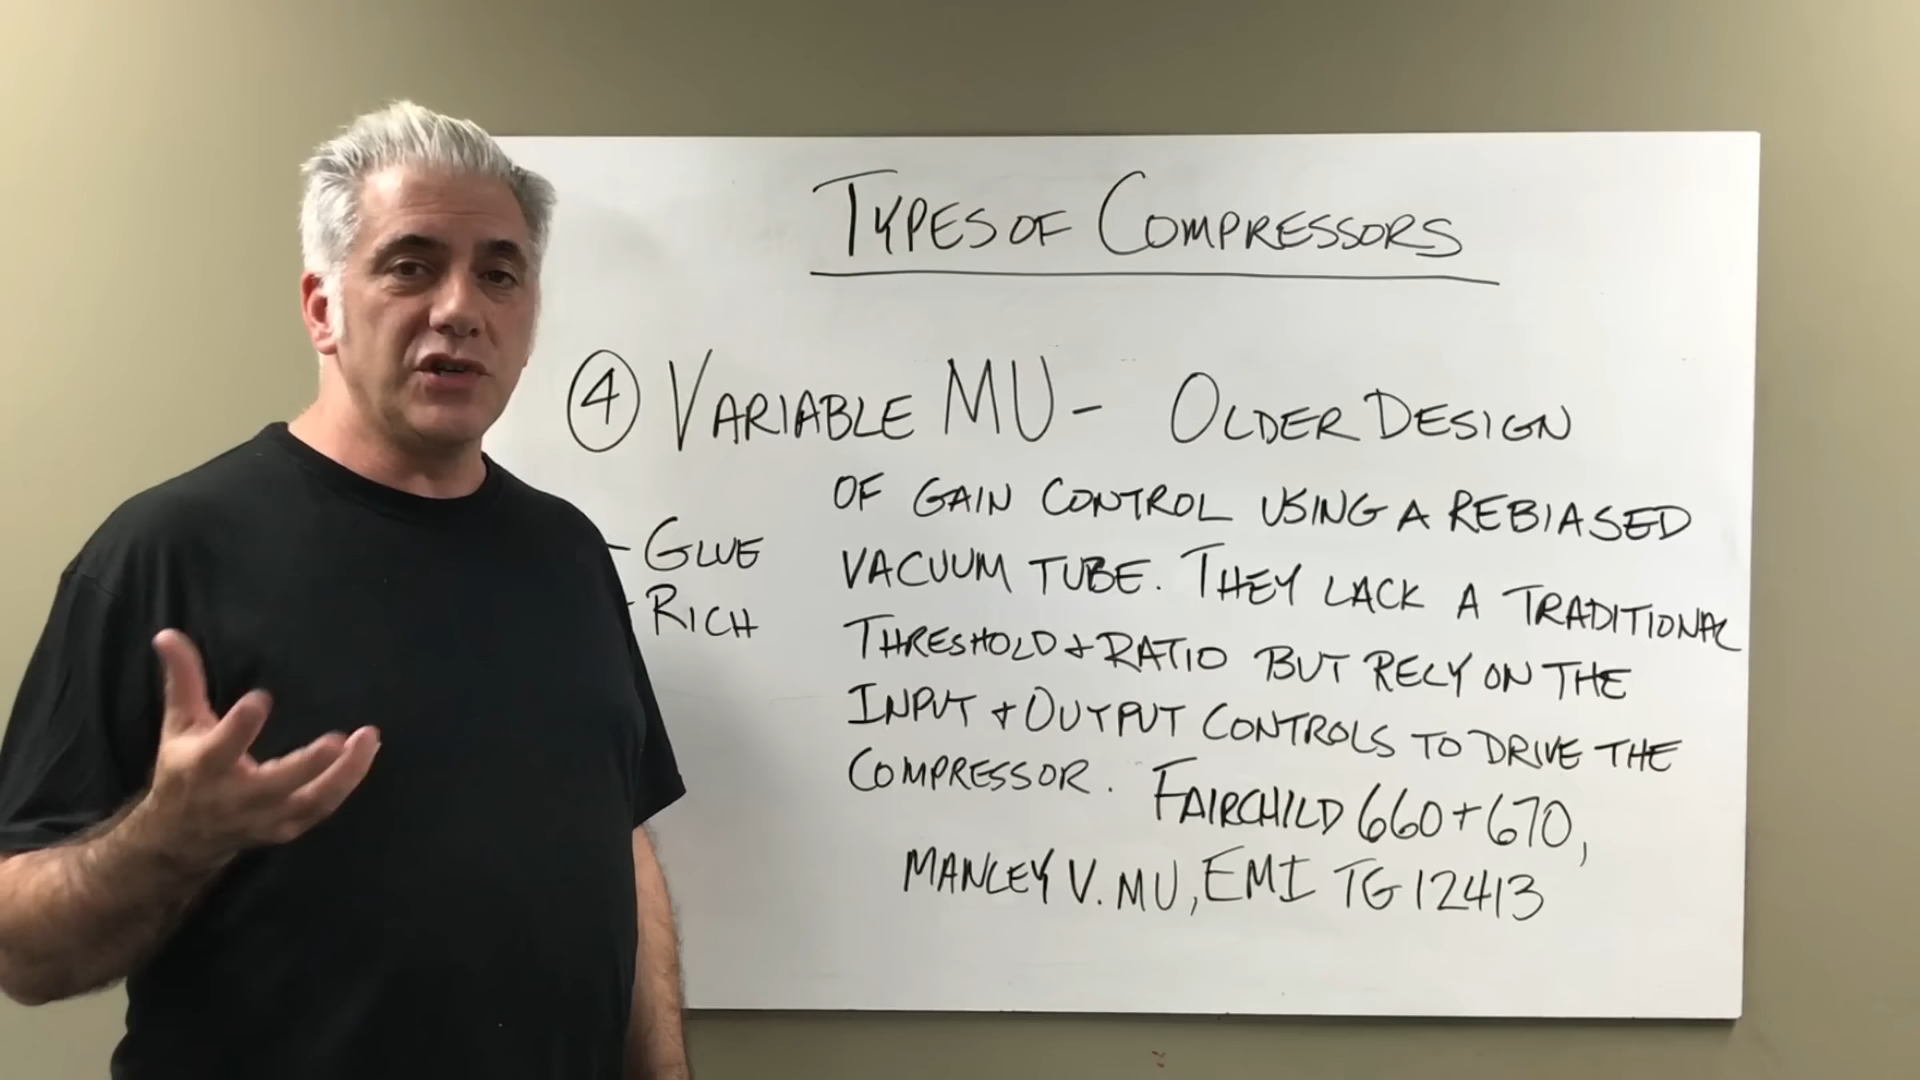 TYPES OF COMPRESSORS
④ VARIABLE MU - OLDER DESIGN
OF GAIN CONTROL USING A REBIASED
VACUUM TUBE. THEY LACK A TRADITIONAL
THRESHOLD + RATIO BUT RELY ON THE
INPUT + OUTPUT CONTROLS TO DRIVE THE
COMPRESSOR. FAIRCHILD 660 + 670,
MANLEY V. MU, EMI TG 12413
- GLUE
- RICH